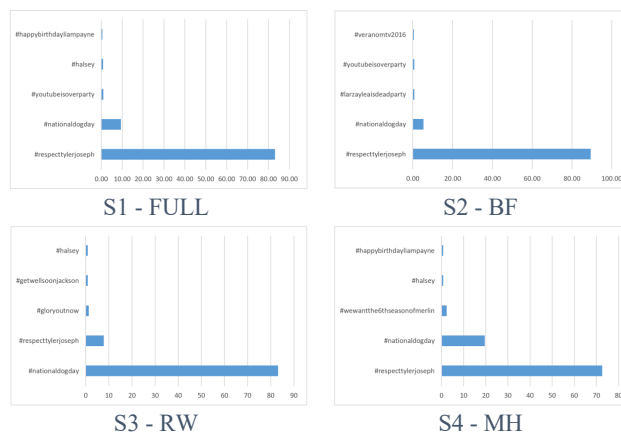 #happybirthdayliampayne
#halsey
#youtubeisoverparty
#nationaldogday
#respecttylerjoseph
0.00 10.00 20.00 30.00 40.00 50.00 60.00 70.00 80.00 90.00
S1 - FULL
#veranomtv2016
#youtubeisoverparty
#larzayleaisdeadparty
#nationaldogday
#respecttylerjoseph
0.00 20.00 40.00 60.00 80.00 100.00
S2 - BF
#halsey
#getwellsoonjackson
#gloryoutnow
#respecttylerjoseph
#nationaldogday
0 10 20 30 40 50 60 70 80 90
S3 - RW
#happybirthdayliampayne
#halsey
#wewantthe6thseasonofmerlin
#nationaldogday
#respecttylerjoseph
0 10 20 30 40 50 60 70 80
S4 - MH